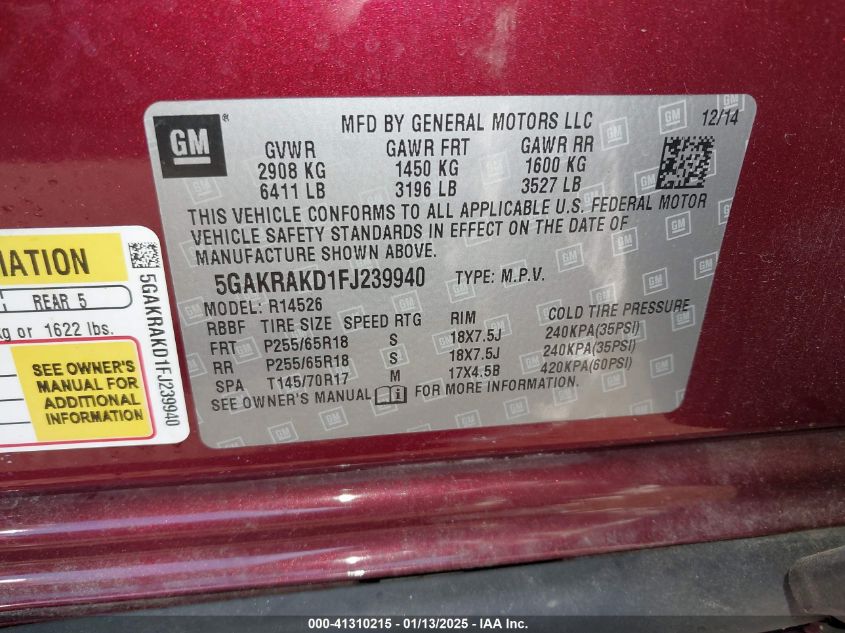 GM ®
MFD BY GENERAL MOTORS LLC
12/14
GVWR GAWR FRT GAWR RR
2908 KG 1450 KG 1600 KG
6411 LB 3196 LB 3527 LB
THIS VEHICLE CONFORMS TO ALL APPLICABLE U.S. FEDERAL MOTOR
VEHICLE SAFETY STANDARDS IN EFFECT ON THE DATE OF
MANUFACTURE SHOWN ABOVE.
5GAKRAKD1FJ239940 TYPE: M.P.V.
MODEL: R14526
RBBF TIRE SIZE SPEED RTG RIM COLD TIRE PRESSURE
FRT P255/65R18 S 18X7.5J 240KPA(35PSI)
RR P255/65R18 S 18X7.5J 240KPA(35PSI)
SPA T145/70R17 M 17X4.5B 420KPA(60PSI)
SEE OWNER'S MANUAL FOR MORE INFORMATION.
REAR 5
kg or 1622 lbs.
SEE OWNER'S
MANUAL FOR
ADDITIONAL
INFORMATION
5GAKRAKD1FJ239940
000-41310215 - 01/13/2025 - © IAA Inc.